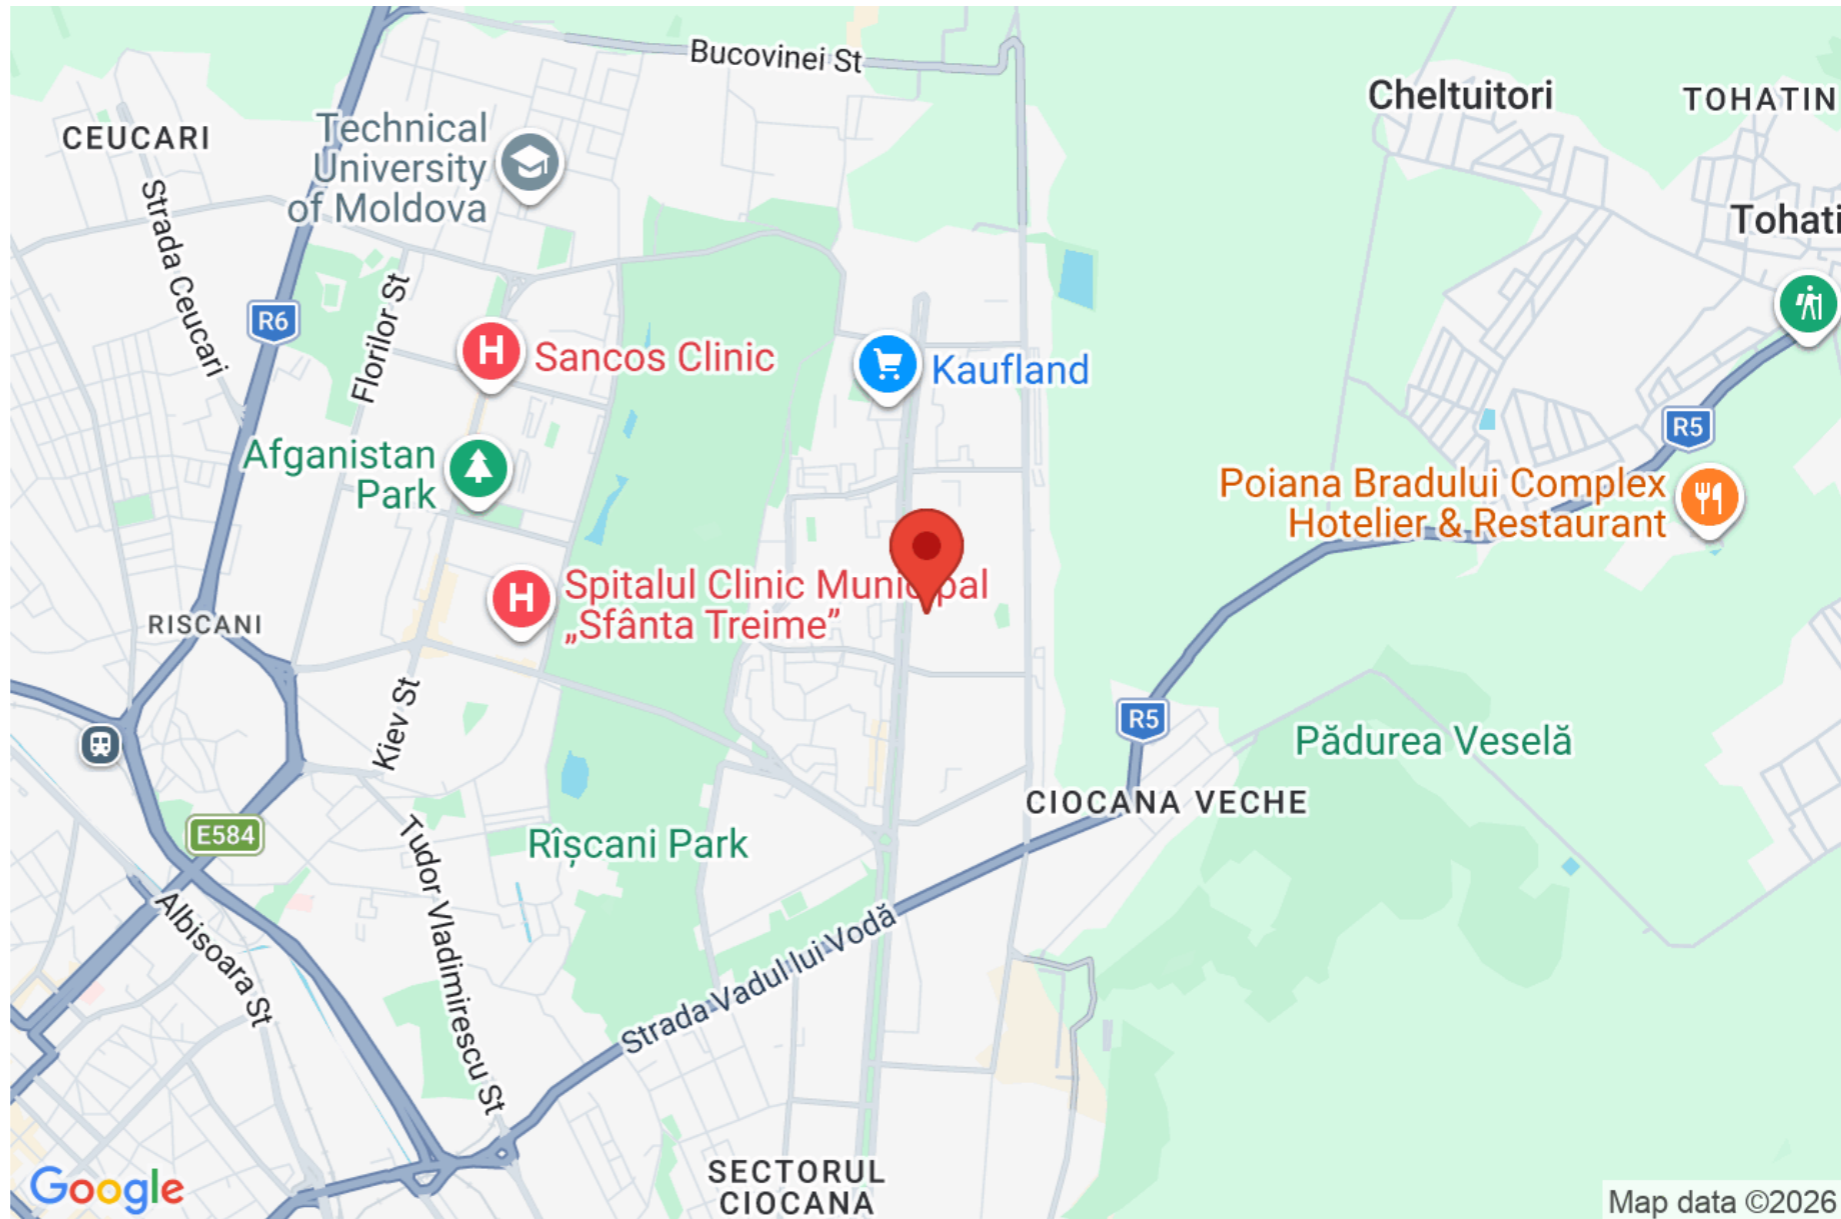 Bucovinei St
Cheltuitori
TOHATIN
CEUCARI
Technical
University
of Moldova
Strada Ceucari
Tohati
Florilor St
R6
Sancos Clinic
Kaufland
R5
Afganistan
Park
Poiana Bradului Complex
Hotelier & Restaurant
H
H
Spitalul Clinic Municipal
„Sfânta Treime”
RISCANI
Kiev St
R5
Pădurea Veselă
CIOCANA VECHE
E584
Rîșcani Park
Tudor Vladimirescu St
Albisoara St
Strada Vadul lui Vodă
SECTORUL
CIOCANA
Google
Map data ©2026